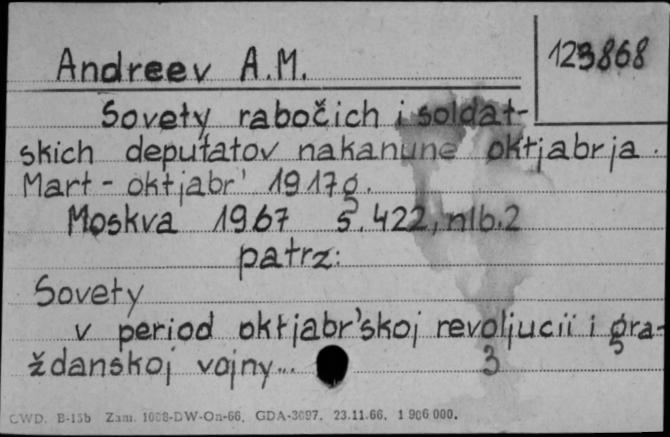 Andreev A.M.
123868
Sovety rabočich i soldat-
skich deputatov nakanune oktjabrja.
Mart - oktjabr' 1917g.
Moskva 1967 s. 422, nlb. 2
patrz:
Sovety
v period oktjabr'skoj revoljucii i gra-
ždanskoj vojny... 3
CWD. B-15b Zam. 1008-DW-On-66. GDA-3097. 23.11.66. 1 906 000.